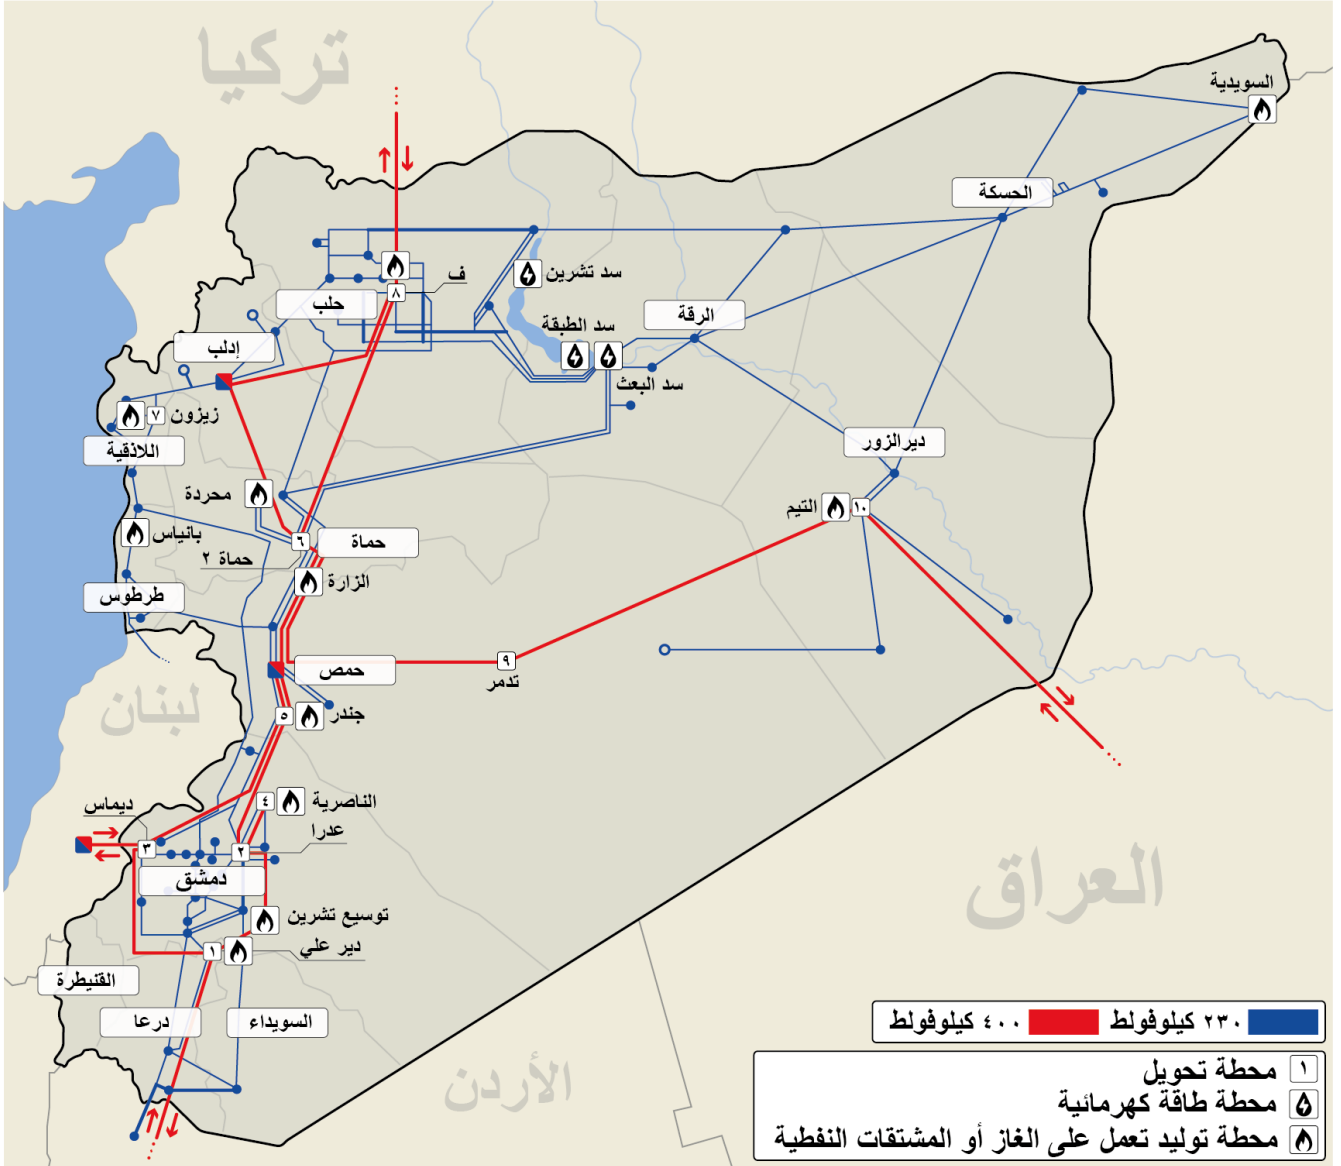 تركيا
السويدية
الحسكة
ف
سد تشرين
٨
حلب
الرقة
سد الطبقة
إدلب
سد البعث
زيزون
٧
اللاذقية
ديرالزور
محردة
التيم
١٠
بانياس
٦
حماة
حماة ٢
الزارة
طرطوس
٩
حمص
تدمر
لبنان
٥
جندر
٤
الناصرية
ديماس
عدرا
٣
٢
دمشق
العراق
توسيع تشرين
دير علي
١
القنيطرة
درعا
السويداء
الأردن
٢٣٠ كيلوفولط
٤٠٠ كيلوفولط
١ محطة تحويل
محطة طاقة كهرمائية
محطة توليد تعمل على الغاز أو المشتقات النفطية